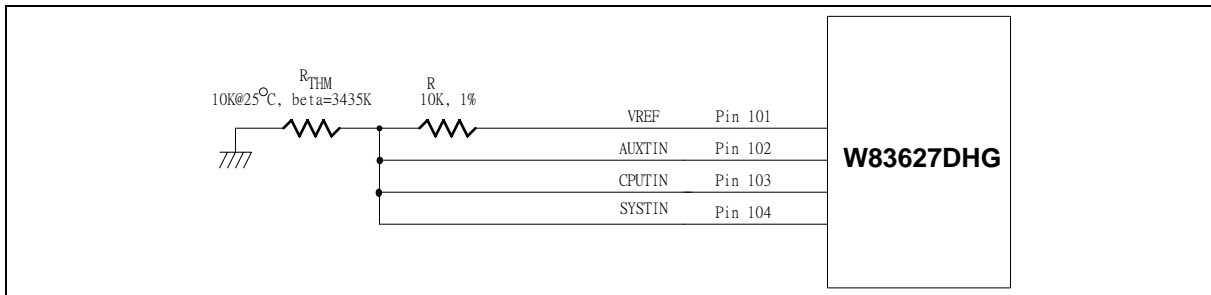 R_THM
10K@25°C, beta=3435K
R
10K, 1%
VREF Pin 101
AUXTIN Pin 102
CPUTIN Pin 103
SYSTIN Pin 104
W83627DHG